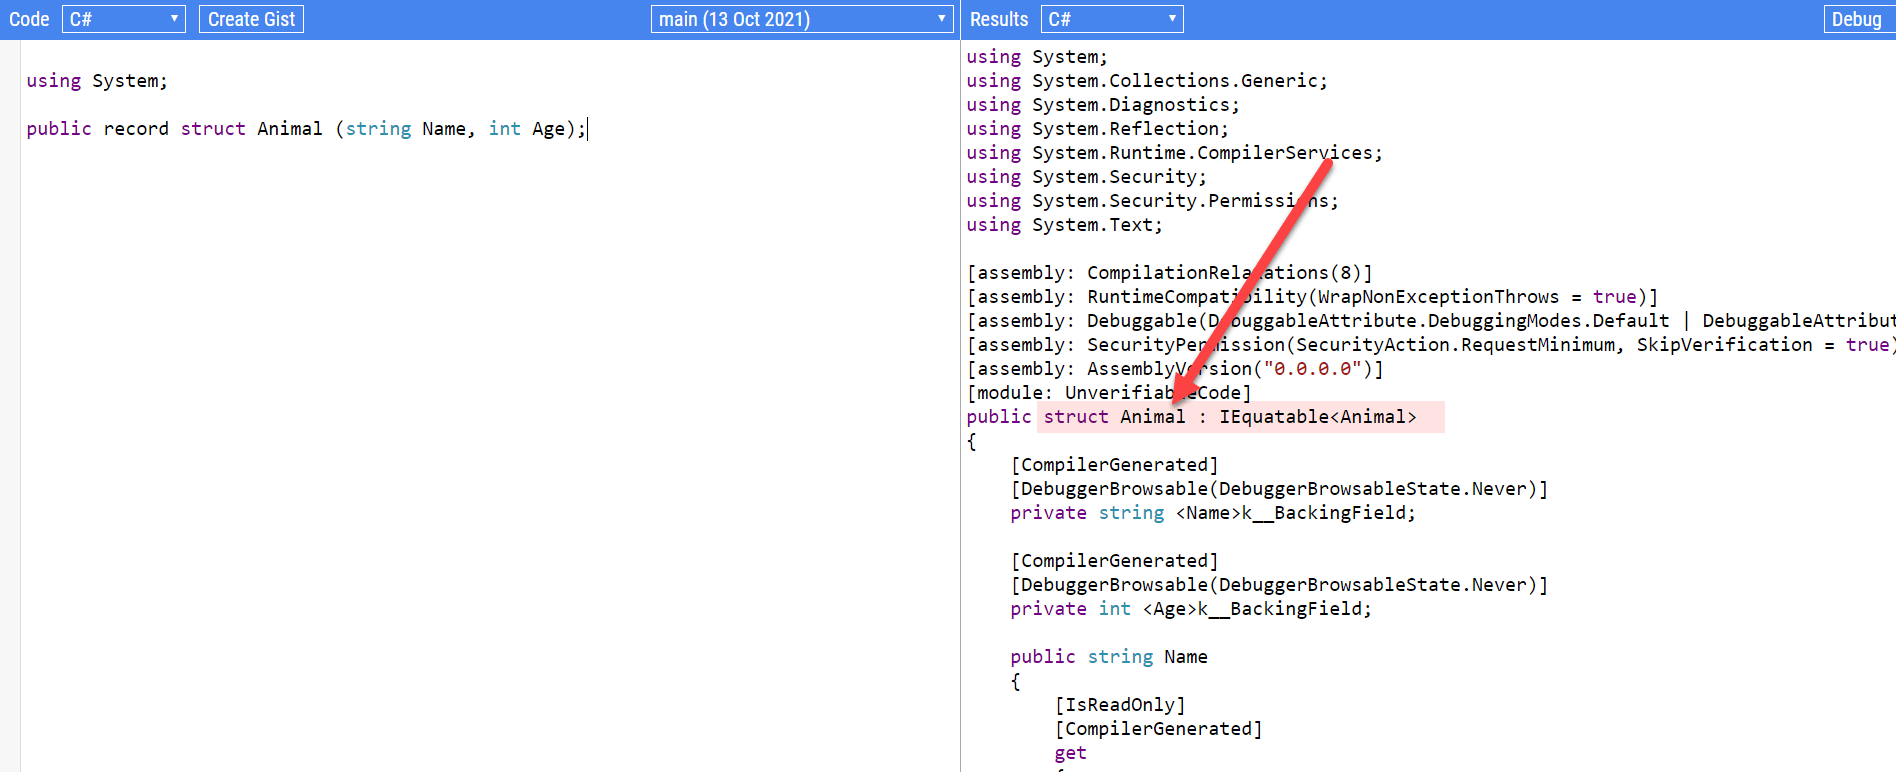 Code C# Create Gist main (13 Oct 2021)
using System;
public record struct Animal (string Name, int Age);
Results C# Debug
using System;
using System.Collections.Generic;
using System.Diagnostics;
using System.Reflection;
using System.Runtime.CompilerServices;
using System.Security;
using System.Security.Permissions;
using System.Text;
[assembly: CompilationRelaxations(8)]
[assembly: RuntimeCompatibility(WrapNonExceptionThrows = true)]
[assembly: Debuggable(DebuggableAttribute.DebuggingModes.Default | DebuggableAttribut
[assembly: SecurityPermission(SecurityAction.RequestMinimum, SkipVerification = true)
[assembly: AssemblyVersion("0.0.0.0")]
[module: UnverifiableCode]
public struct Animal : IEquatable<Animal>
{
[CompilerGenerated]
[DebuggerBrowsable(DebuggerBrowsableState.Never)]
private string <Name>k__BackingField;
[CompilerGenerated]
[DebuggerBrowsable(DebuggerBrowsableState.Never)]
private int <Age>k__BackingField;
public string Name
{
[IsReadOnly]
[CompilerGenerated]
get